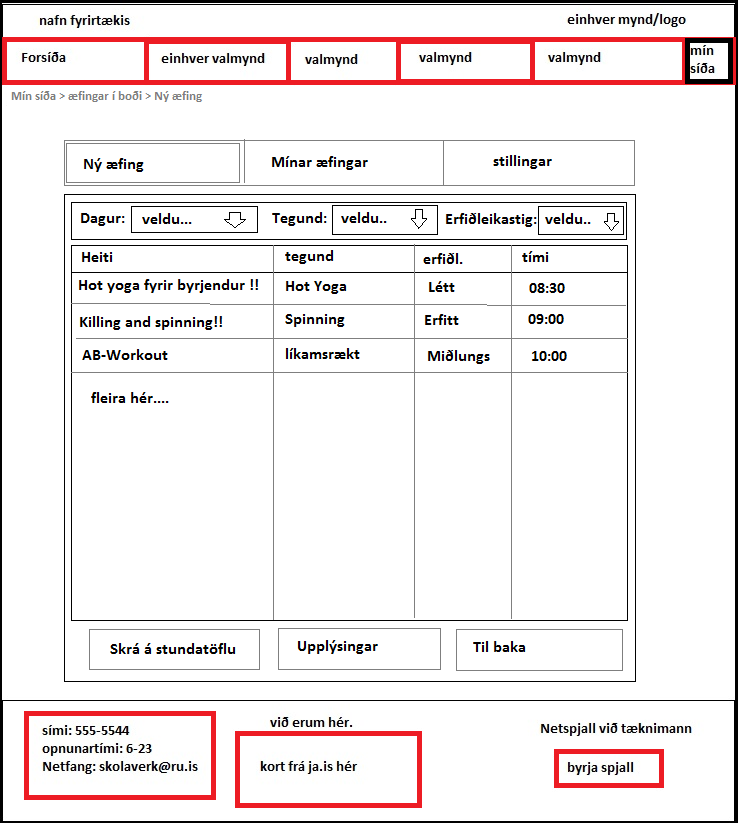 nafn fyrirtækis
einhver mynd/logo
Forsíða
einhver valmynd
valmynd
valmynd
valmynd
mín
síða
Mín síða > æfingar í boði > Ný æfing
Ný æfing
Mínar æfingar
stillingar
Dagur: veldu... Tegund: veldu.. Erfiðleikastig: veldu..
Heiti tegund erfiðl. tími
Hot yoga fyrir byrjendur !! Hot Yoga Létt 08:30
Killing and spinning!! Spinning Erfitt 09:00
AB-Workout líkamsrækt Miðlungs 10:00
fleira hér....
Skrá á stundatöflu
Upplýsingar
Til baka
sími: 555-5544
opnunartími: 6-23
Netfang: skolaverk@ru.is
við erum hér.
kort frá ja.is hér
Netspjall við tæknimann
byrja spjall